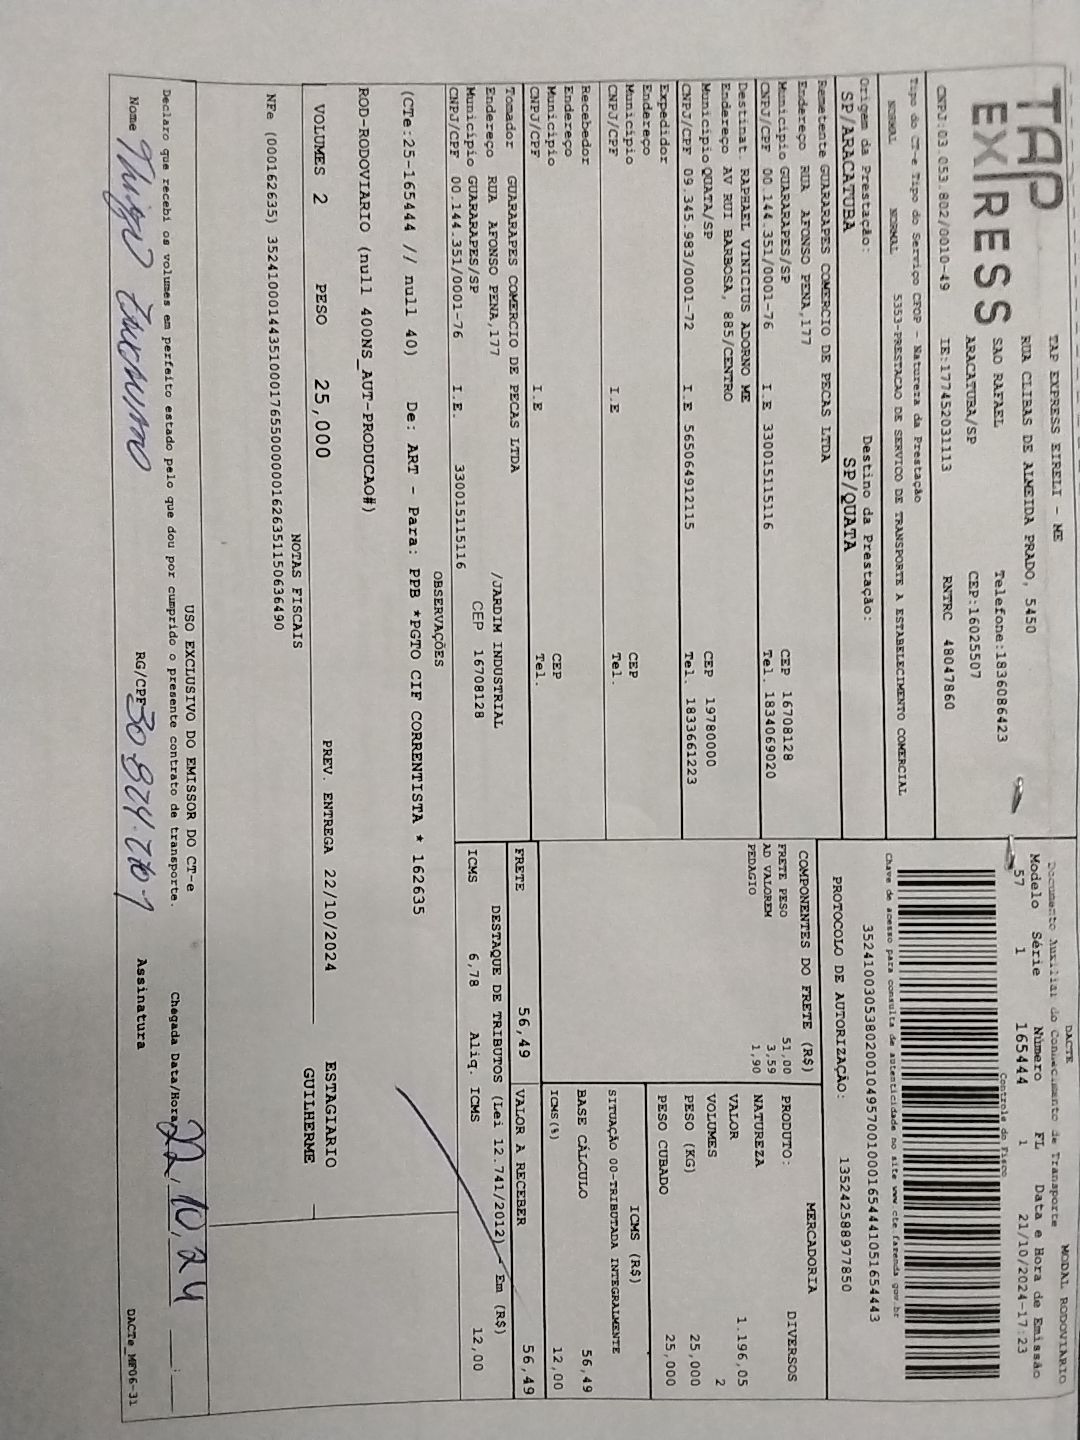 TAP
EXPRESS
TAP EXPRESS EIRELI - ME
RUA CLIBAS DE ALMEIDA PRADO, 5450
SAO RAFAEL Telefone:1836086423
ARACATUBA/SP CEP:16025507
CNPJ:03.053.802/0010-49 IE:177452031113 RNTRC 48047860
DACTE MODAL RODOVIÁRIO
Documento Auxiliar do Conhecimento de Transporte
Modelo Série Número FL Data e Hora de Emissão
57 1 165444 1 21/10/2024-17:23
Controle do Fisco
Chave de acesso para consulta de autenticidade no site www.cte.fazenda.gov.br
35241003053802001049570010001654441051654443
PROTOCOLO DE AUTORIZAÇÃO: 135242588977850
Tipo do CT-e Tipo do Serviço CFOP - Natureza da Prestação
NORMAL NORMAL 5353-PRESTACAO DE SERVICO DE TRANSPORTE A ESTABELECIMENTO COMERCIAL
Origem da Prestação: Destino da Prestação:
SP/ARACATUBA SP/QUATA
Remetente GUARARAPES COMERCIO DE PECAS LTDA
Endereço RUA AFONSO PENA,177
Município GUARARAPES/SP CEP 16708128
CNPJ/CPF 00.144.351/0001-76 I.E 330015115116 Tel. 1834069020
Destinat. RAPHAEL VINICIUS ADORNO ME
Endereço AV RUI BARBOSA, 885/CENTRO
Município QUATA/SP CEP 19780000
CNPJ/CPF 09.345.983/0001-72 I.E 565064912115 Tel. 1833661223
Expedidor
Endereço
Município CEP
CNPJ/CPF I.E Tel.
Recebedor
Endereço
Município CEP
CNPJ/CPF I.E Tel.
Tomador GUARARAPES COMERCIO DE PECAS LTDA
Endereço RUA AFONSO PENA,177 /JARDIM INDUSTRIAL
Município GUARARAPES/SP CEP 16708128
CNPJ/CPF 00.144.351/0001-76 I.E. 330015115116
COMPONENTES DO FRETE (R$)
FRETE PESO 51,00
AD VALOREM 3,59
PEDAGIO 1,90
MERCADORIA
PRODUTO: DIVERSOS
NATUREZA
VALOR 1.196,05
VOLUMES 2
PESO (KG) 25,000
PESO CUBADO 25,000
ICMS (R$)
SITUAÇÃO 00-TRIBUTADA INTEGRALMENTE
BASE CÁLCULO 56,49
ICMS(%) 12,00
FRETE 56,49 VALOR A RECEBER 56,49
DESTAQUE DE TRIBUTOS (Lei 12.741/2012) - Em (R$)
ICMS 6,78 Aliq. ICMS 12,00
OBSERVAÇÕES
(CTe:25-165444 // null 40) De: ART - Para: PPB *PGTO CIF CORRENTISTA * 162635
ROD-RODOVIARIO (null 400NS_AUT-PRODUCAO#)
VOLUMES 2 PESO 25,000 PREV. ENTREGA 22/10/2024 ESTAGIARIO
GUILHERME
NOTAS FISCAIS
NFe (000162635) 35241000144351000176550000001626351150636490
USO EXCLUSIVO DO EMISSOR DO CT-e
Declaro que recebi os volumes em perfeito estado pelo que dou por cumprido o presente contrato de transporte. Chegada Data/Hora 22,10,24 __:__
Nome RG/CPF Assinatura DACTe_MF06-31